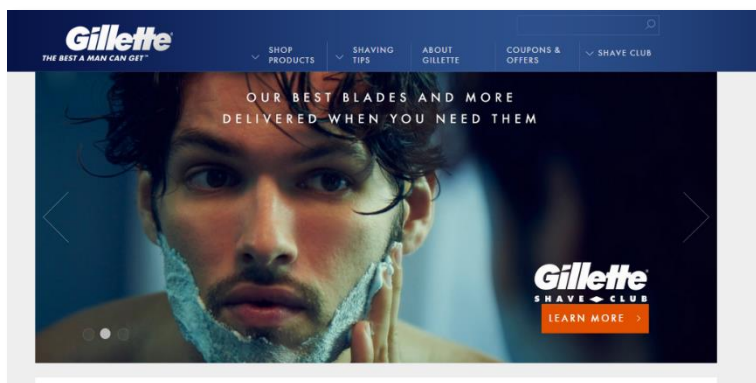 Gillette
THE BEST A MAN CAN GET™
SHOP
PRODUCTS
SHAVING
TIPS
ABOUT
GILLETTE
COUPONS &
OFFERS
SHAVE CLUB
OUR BEST BLADES AND MORE
DELIVERED WHEN YOU NEED THEM
Gillette
SHAVE CLUB
LEARN MORE